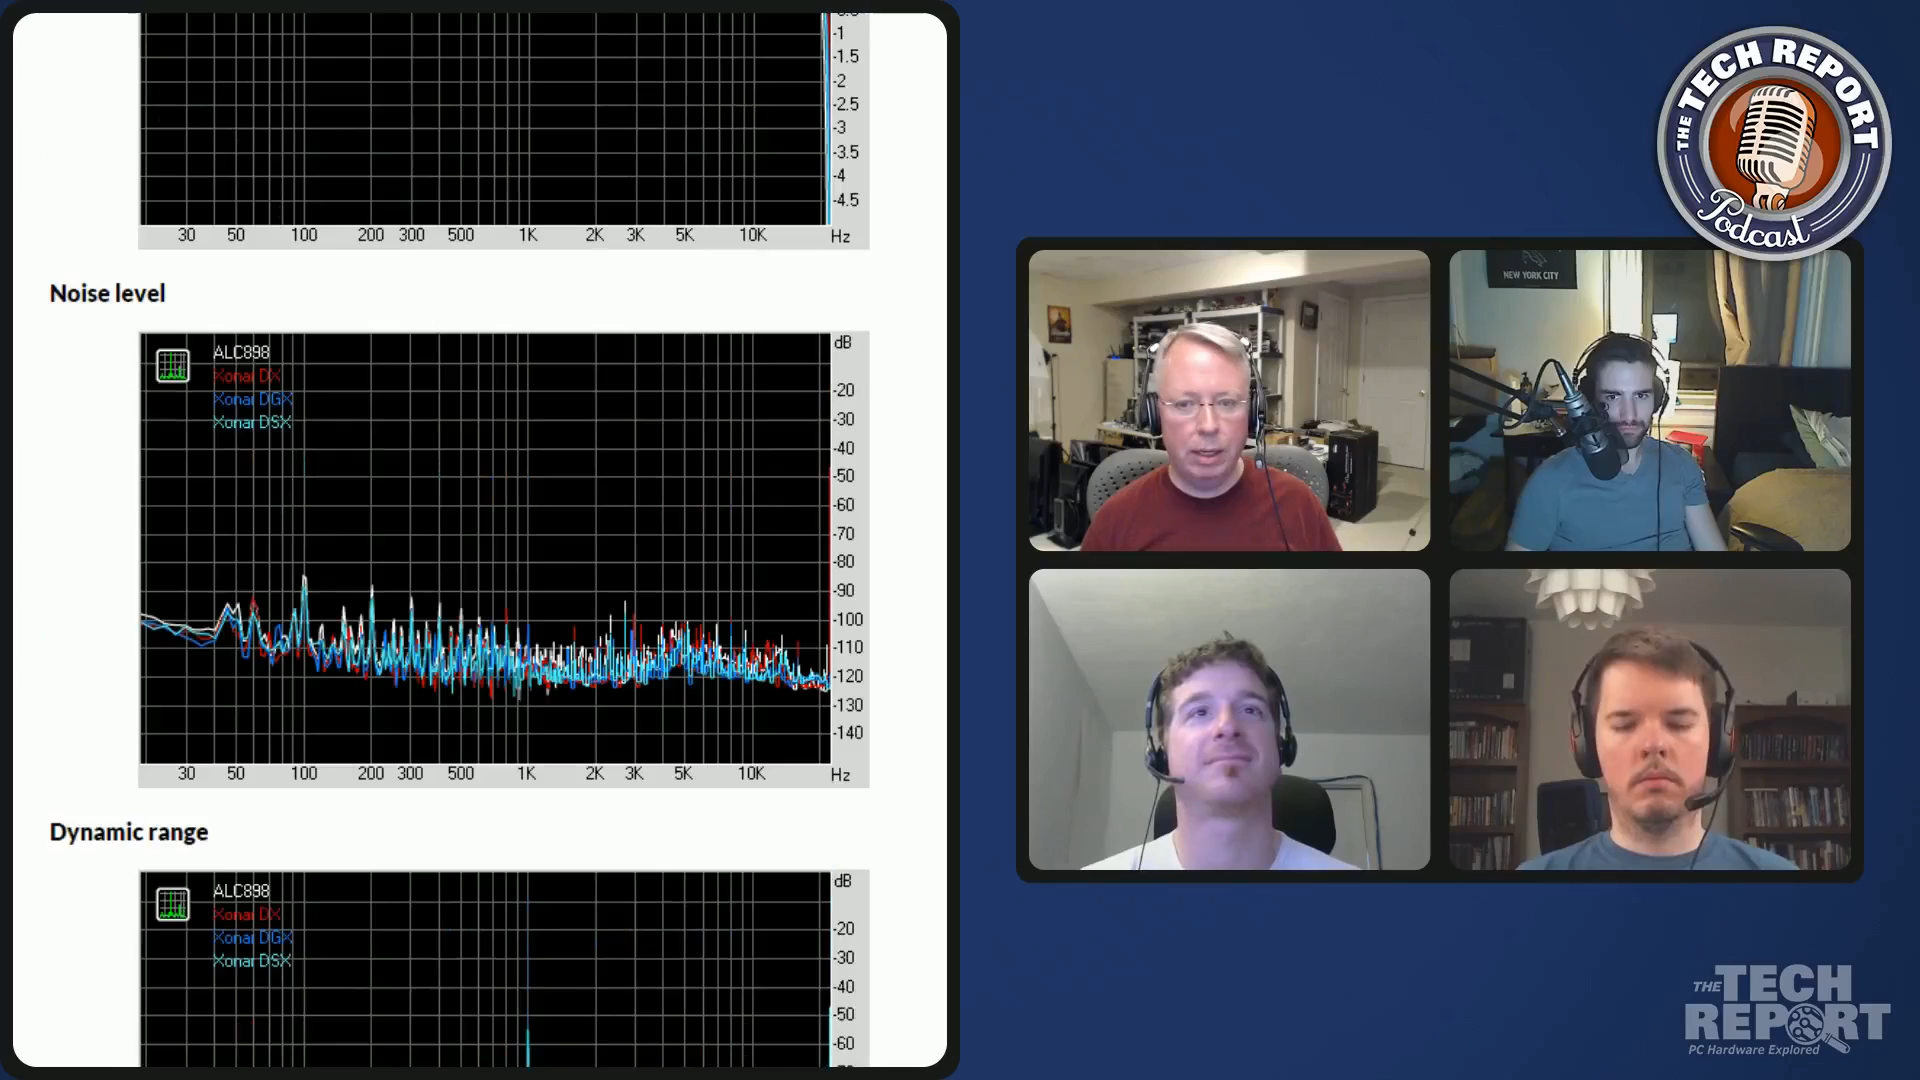 -1
-1.5
-2
-2.5
-3
-3.5
-4
-4.5
30 50 100 200 300 500 1K 2K 3K 5K 10K Hz
Noise level
dB
ALC898
Xonar DX
Xonar DGX
Xonar DSX
-20
-30
-40
-50
-60
-70
-80
-90
-100
-110
-120
-130
-140
30 50 100 200 300 500 1K 2K 3K 5K 10K Hz
Dynamic range
dB
ALC898
Xonar DX
Xonar DGX
Xonar DSX
-20
-30
-40
-50
-60
THE TECH REPORT
Podcast
NEW YORK CITY
THE TECH
REPORT
PC Hardware Explored